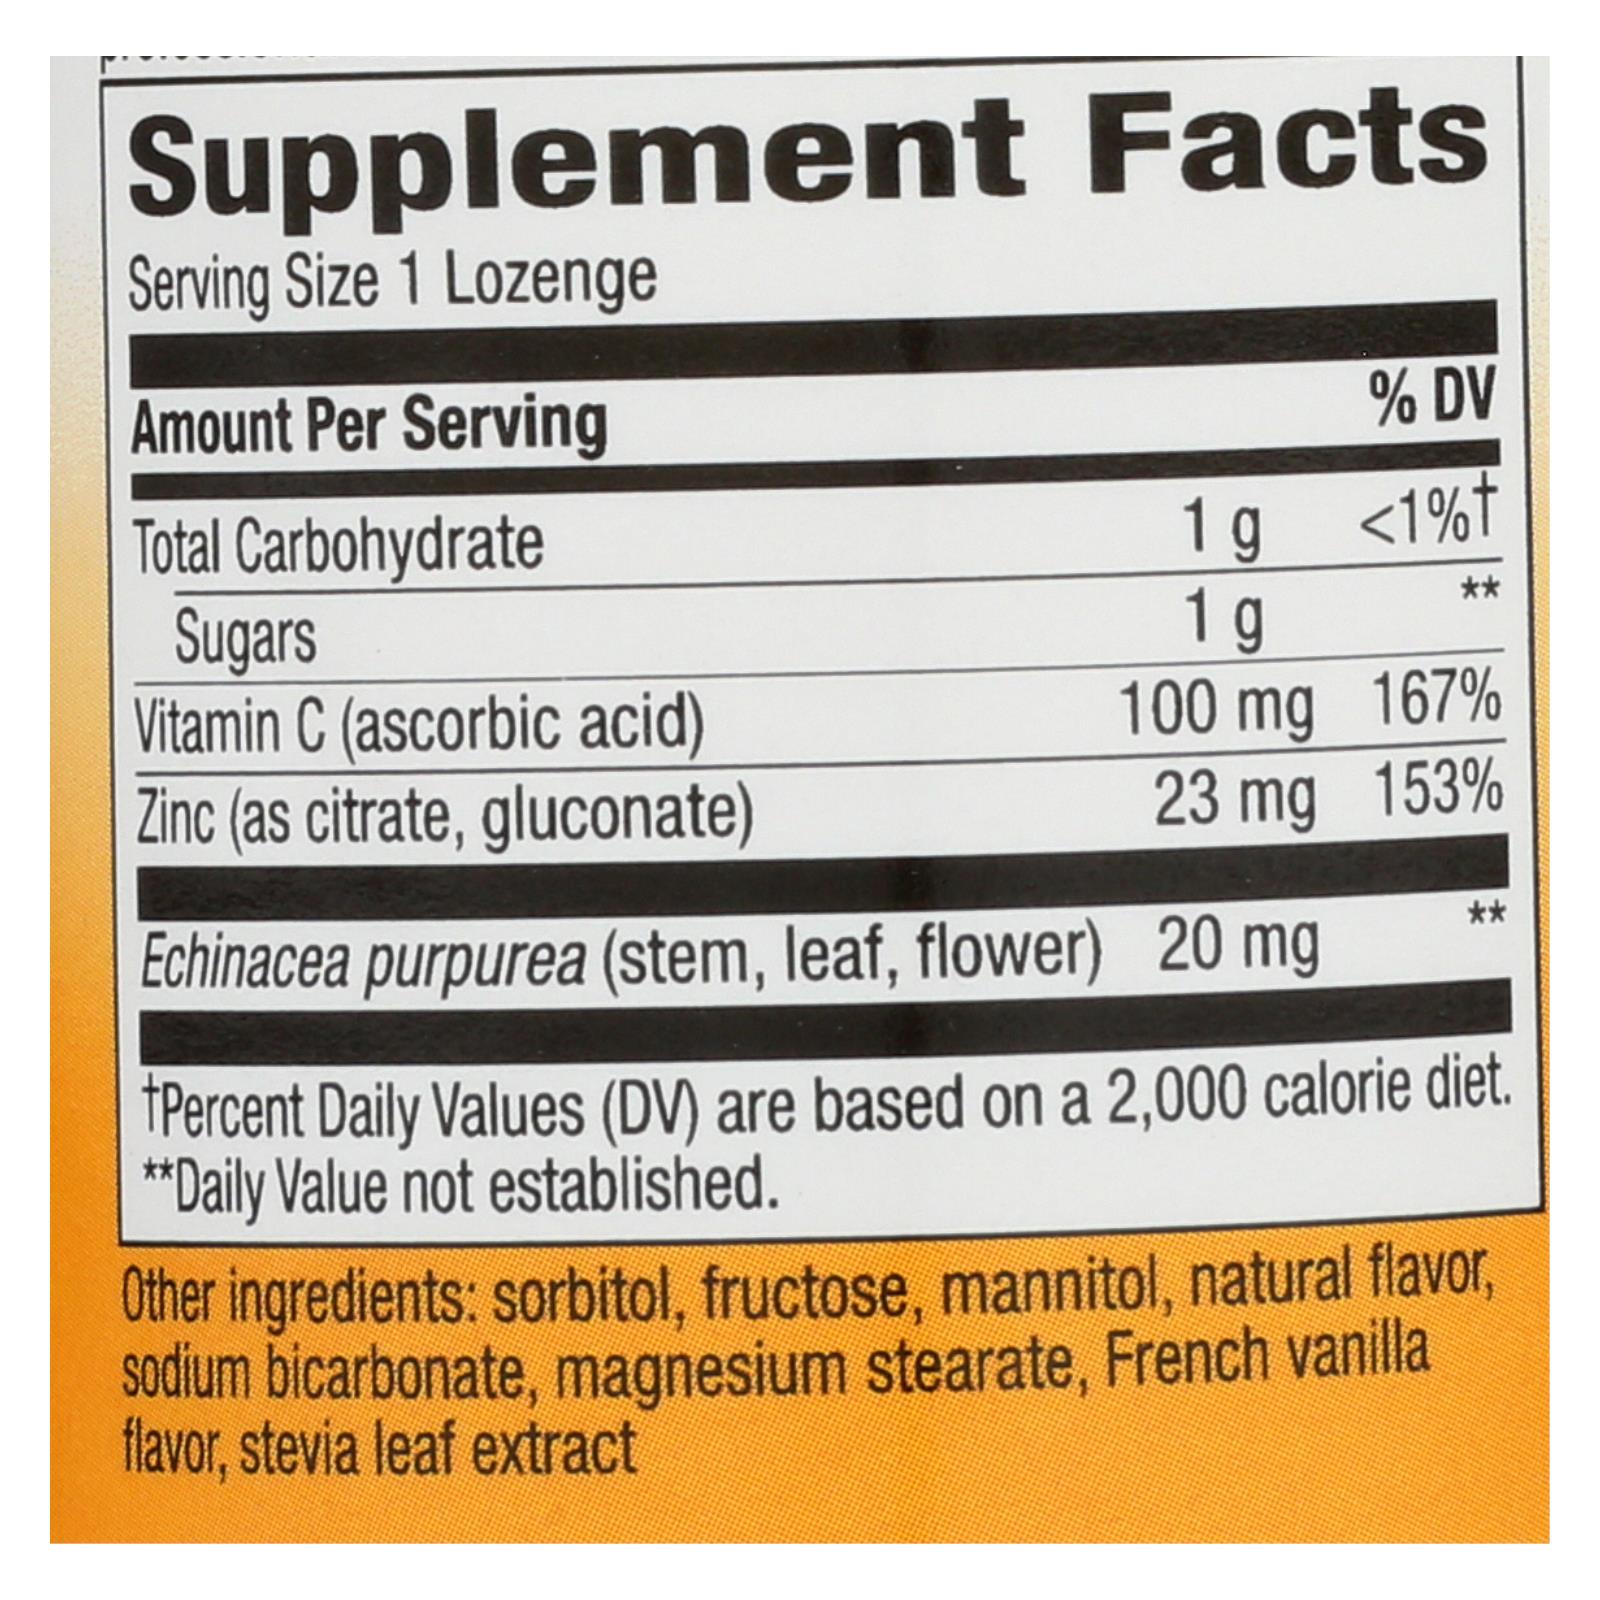 Supplement Facts
Serving Size 1 Lozenge
Amount Per Serving % DV
Total Carbohydrate 1 g <1%†
Sugars 1 g **
Vitamin C (ascorbic acid) 100 mg 167%
Zinc (as citrate, gluconate) 23 mg 153%
Echinacea purpurea (stem, leaf, flower) 20 mg **
†Percent Daily Values (DV) are based on a 2,000 calorie diet.
**Daily Value not established.
Other ingredients: sorbitol, fructose, mannitol, natural flavor,
sodium bicarbonate, magnesium stearate, French vanilla
flavor, stevia leaf extract